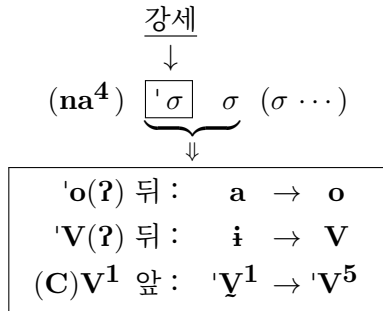 강세
↓
(na⁴) ˈσ σ (σ ⋯)
⇓
ˈo(ʔ) 뒤 : a → o
ˈV(ʔ) 뒤 : ɨ → V
(C)V¹ 앞 : ˈV̰¹ → ˈV⁵